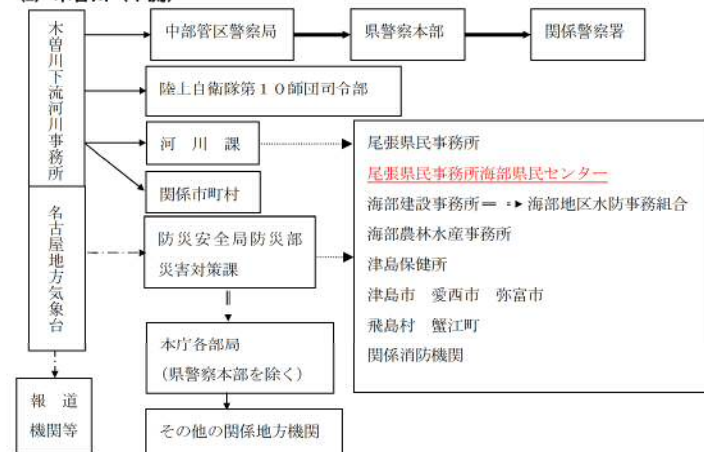 木曽川下流河川事務所
中部管区警察局
県警察本部
関係警察署
陸上自衛隊第１０師団司令部
河川課
関係市町村
名古屋地方気象台
防災安全局防災部
災害対策課
本庁各部局
(県警察本部を除く)
その他の関係地方機関
報道
機関等
尾張県民事務所
尾張県民事務所海部県民センター
海部建設事務所 海部地区水防事務組合
海部農林水産事務所
津島保健所
津島市 愛西市 弥富市
飛島村 蟹江町
関係消防機関